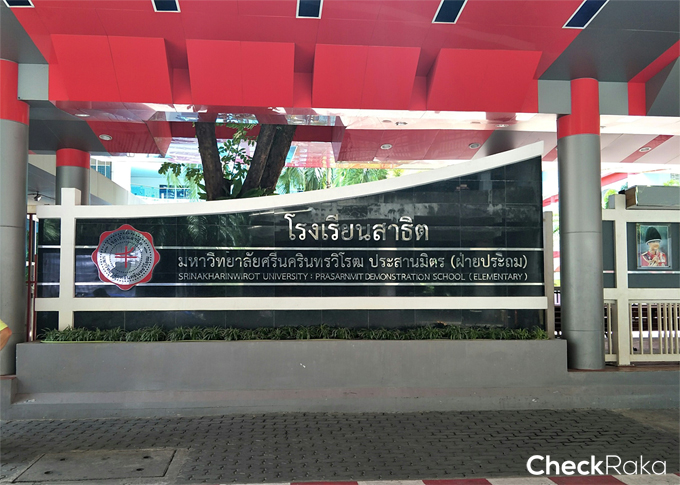 โรงเรียนสาธิต
มหาวิทยาลัยศรีนครินทรวิโรฒ ประสานมิตร (ฝ่ายประถม)
SRINAKHARINWIROT UNIVERSITY : PRASARNMIT DEMONSTRATION SCHOOL (ELEMENTARY)
CheckRaka